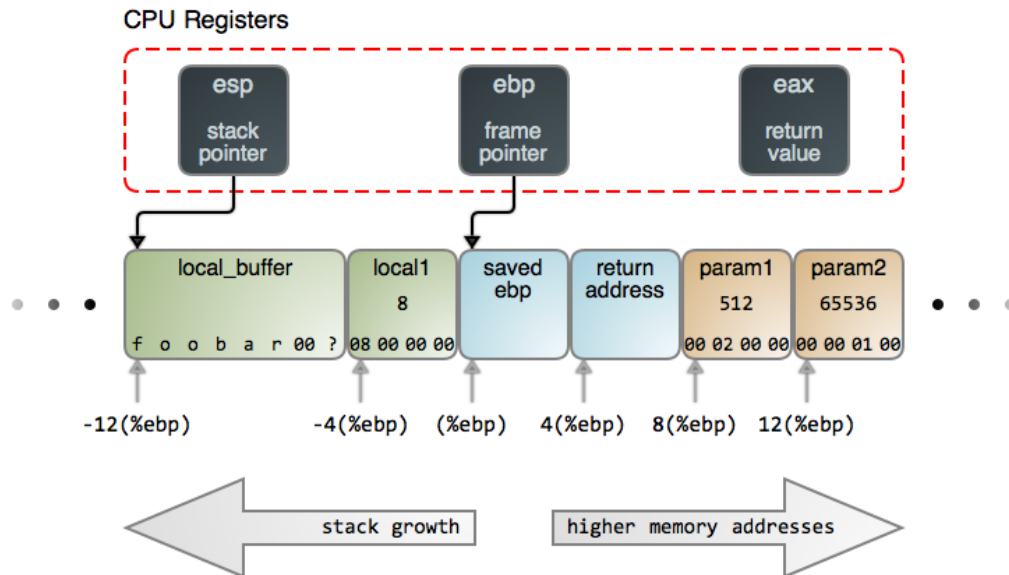 CPU Registers
esp
stack
pointer
ebp
frame
pointer
eax
return
value
local_buffer
f o o b a r 00 ?
local1
8
08 00 00 00
saved
ebp
return
address
param1
512
00 02 00 00
param2
65536
00 00 01 00
-12(%ebp)
-4(%ebp)
(%ebp)
4(%ebp)
8(%ebp)
12(%ebp)
stack growth
higher memory addresses